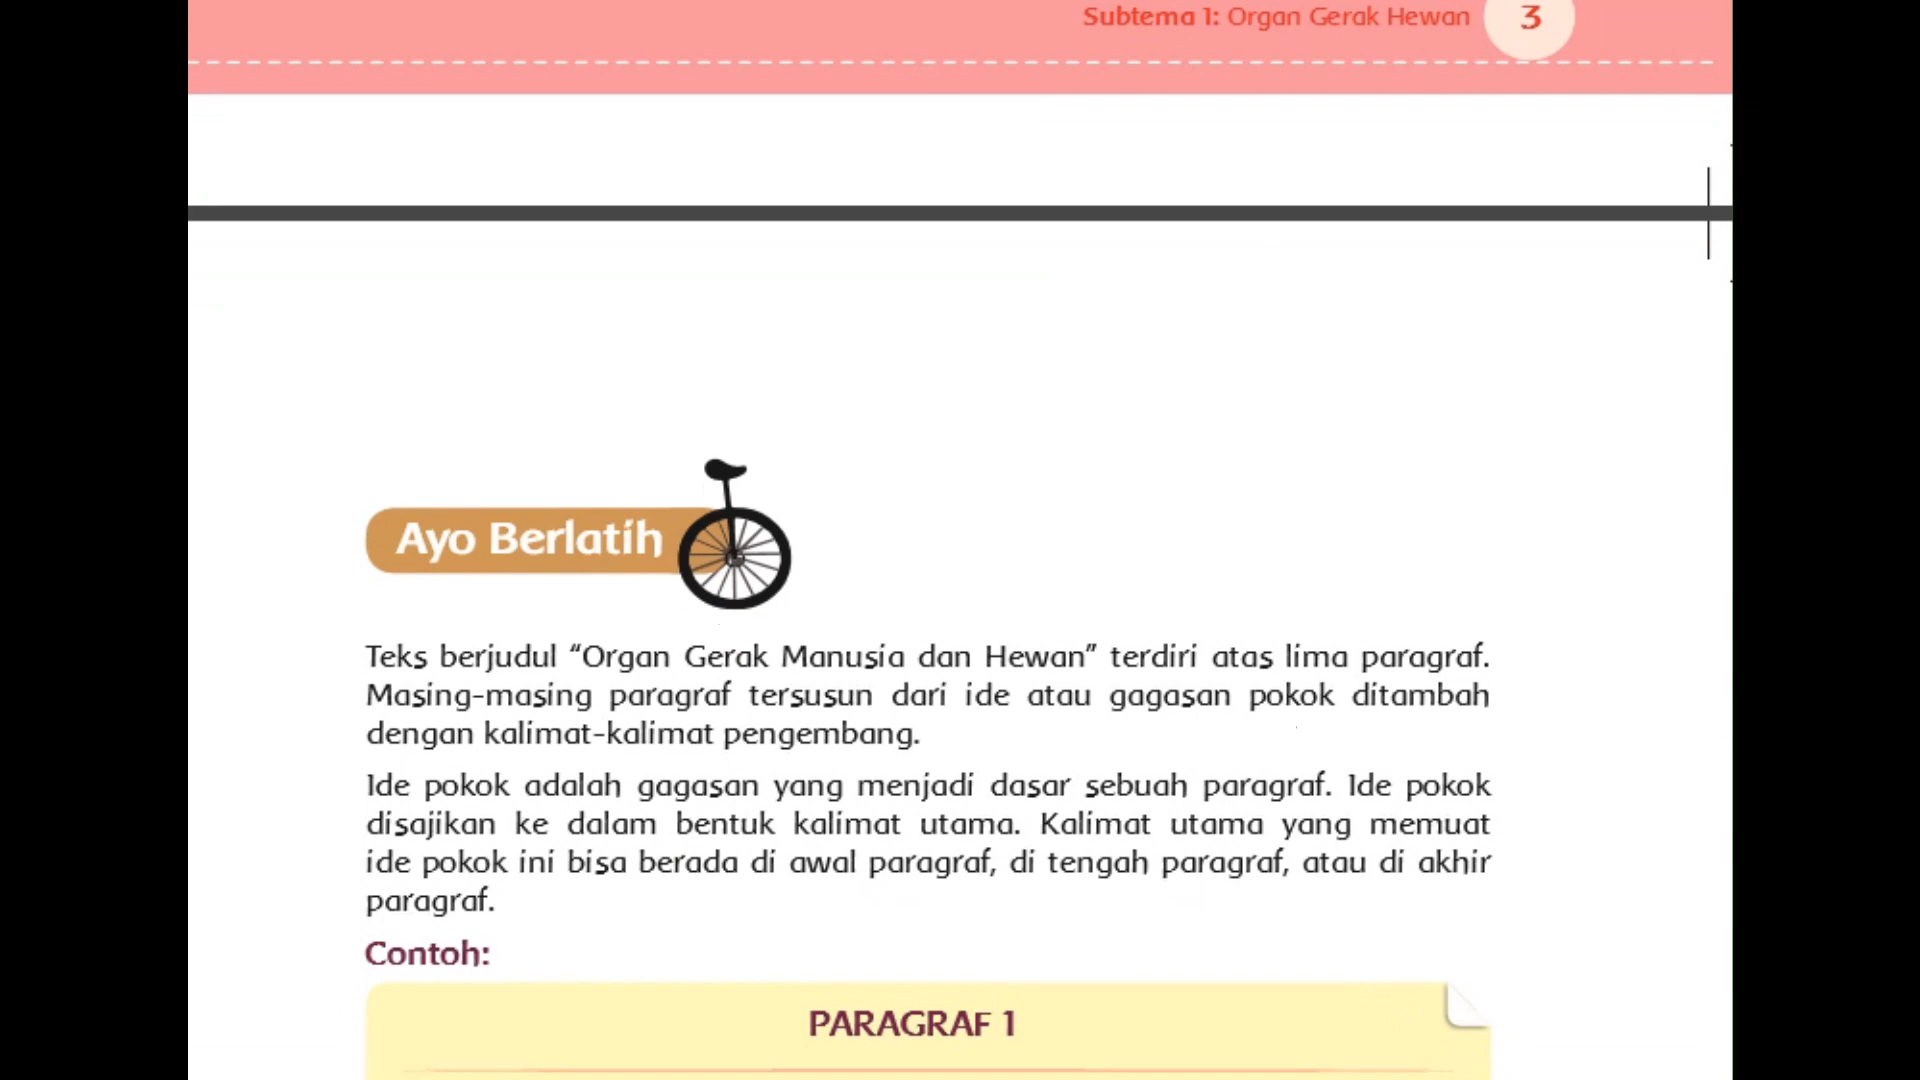 Subtema 1: Organ Gerak Hewan 3
Ayo Berlatih
Teks berjudul “Organ Gerak Manusia dan Hewan” terdiri atas lima paragraf.
Masing-masing paragraf tersusun dari ide atau gagasan pokok ditambah
dengan kalimat-kalimat pengembang.
Ide pokok adalah gagasan yang menjadi dasar sebuah paragraf. Ide pokok
disajikan ke dalam bentuk kalimat utama. Kalimat utama yang memuat
ide pokok ini bisa berada di awal paragraf, di tengah paragraf, atau di akhir
paragraf.
Contoh:
PARAGRAF 1